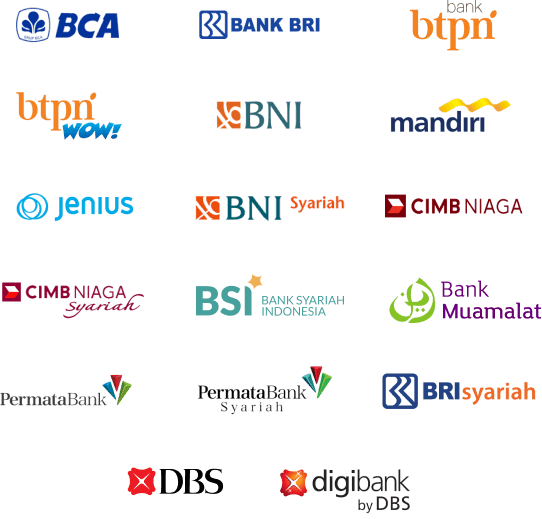 BCA
BANK BRI
bank
btpn
btpn
wow!
BNI
mandiri
Jenius
BNI Syariah
CIMB NIAGA
CIMB NIAGA
Syariah
BSI BANK SYARIAH
INDONESIA
Bank
Muamalat
PermataBank
PermataBank
Syariah
BRIsyariah
DBS
digibank
by DBS